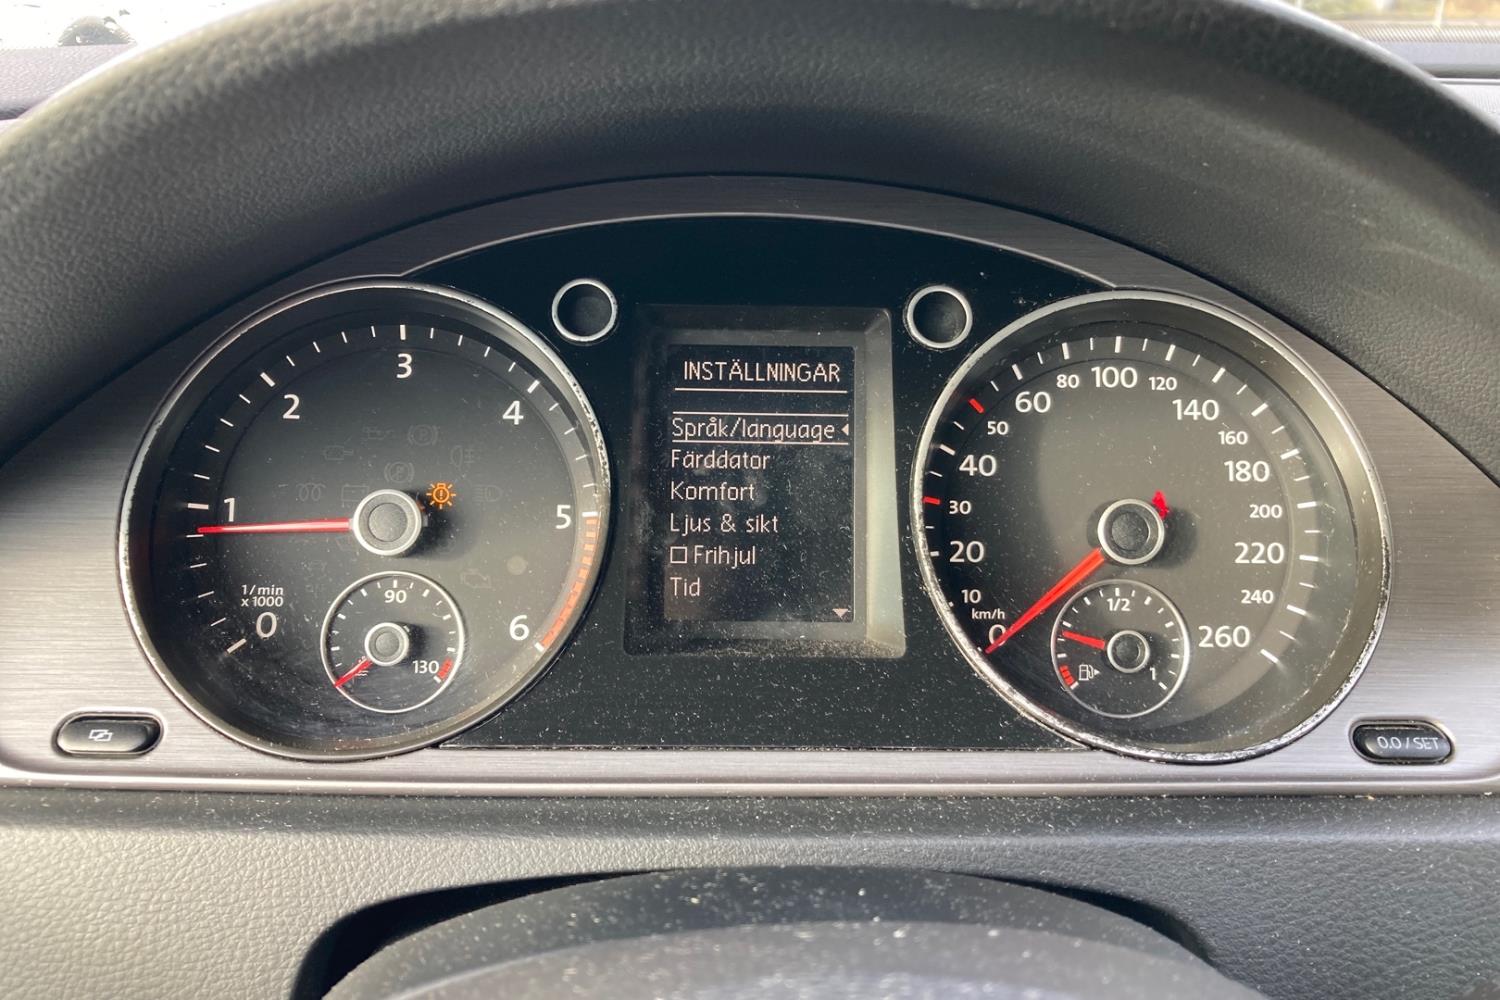 INSTÄLLNINGAR
Språk/language
Färddator
Komfort
Ljus & sikt
Frihjul
Tid
0
1
2
3
4
5
6
1/min
x 1000
90
130
0
10
20
30
40
50
60
80
100
120
140
160
180
200
220
240
260
km/h
1/2
1
0.0 / SET